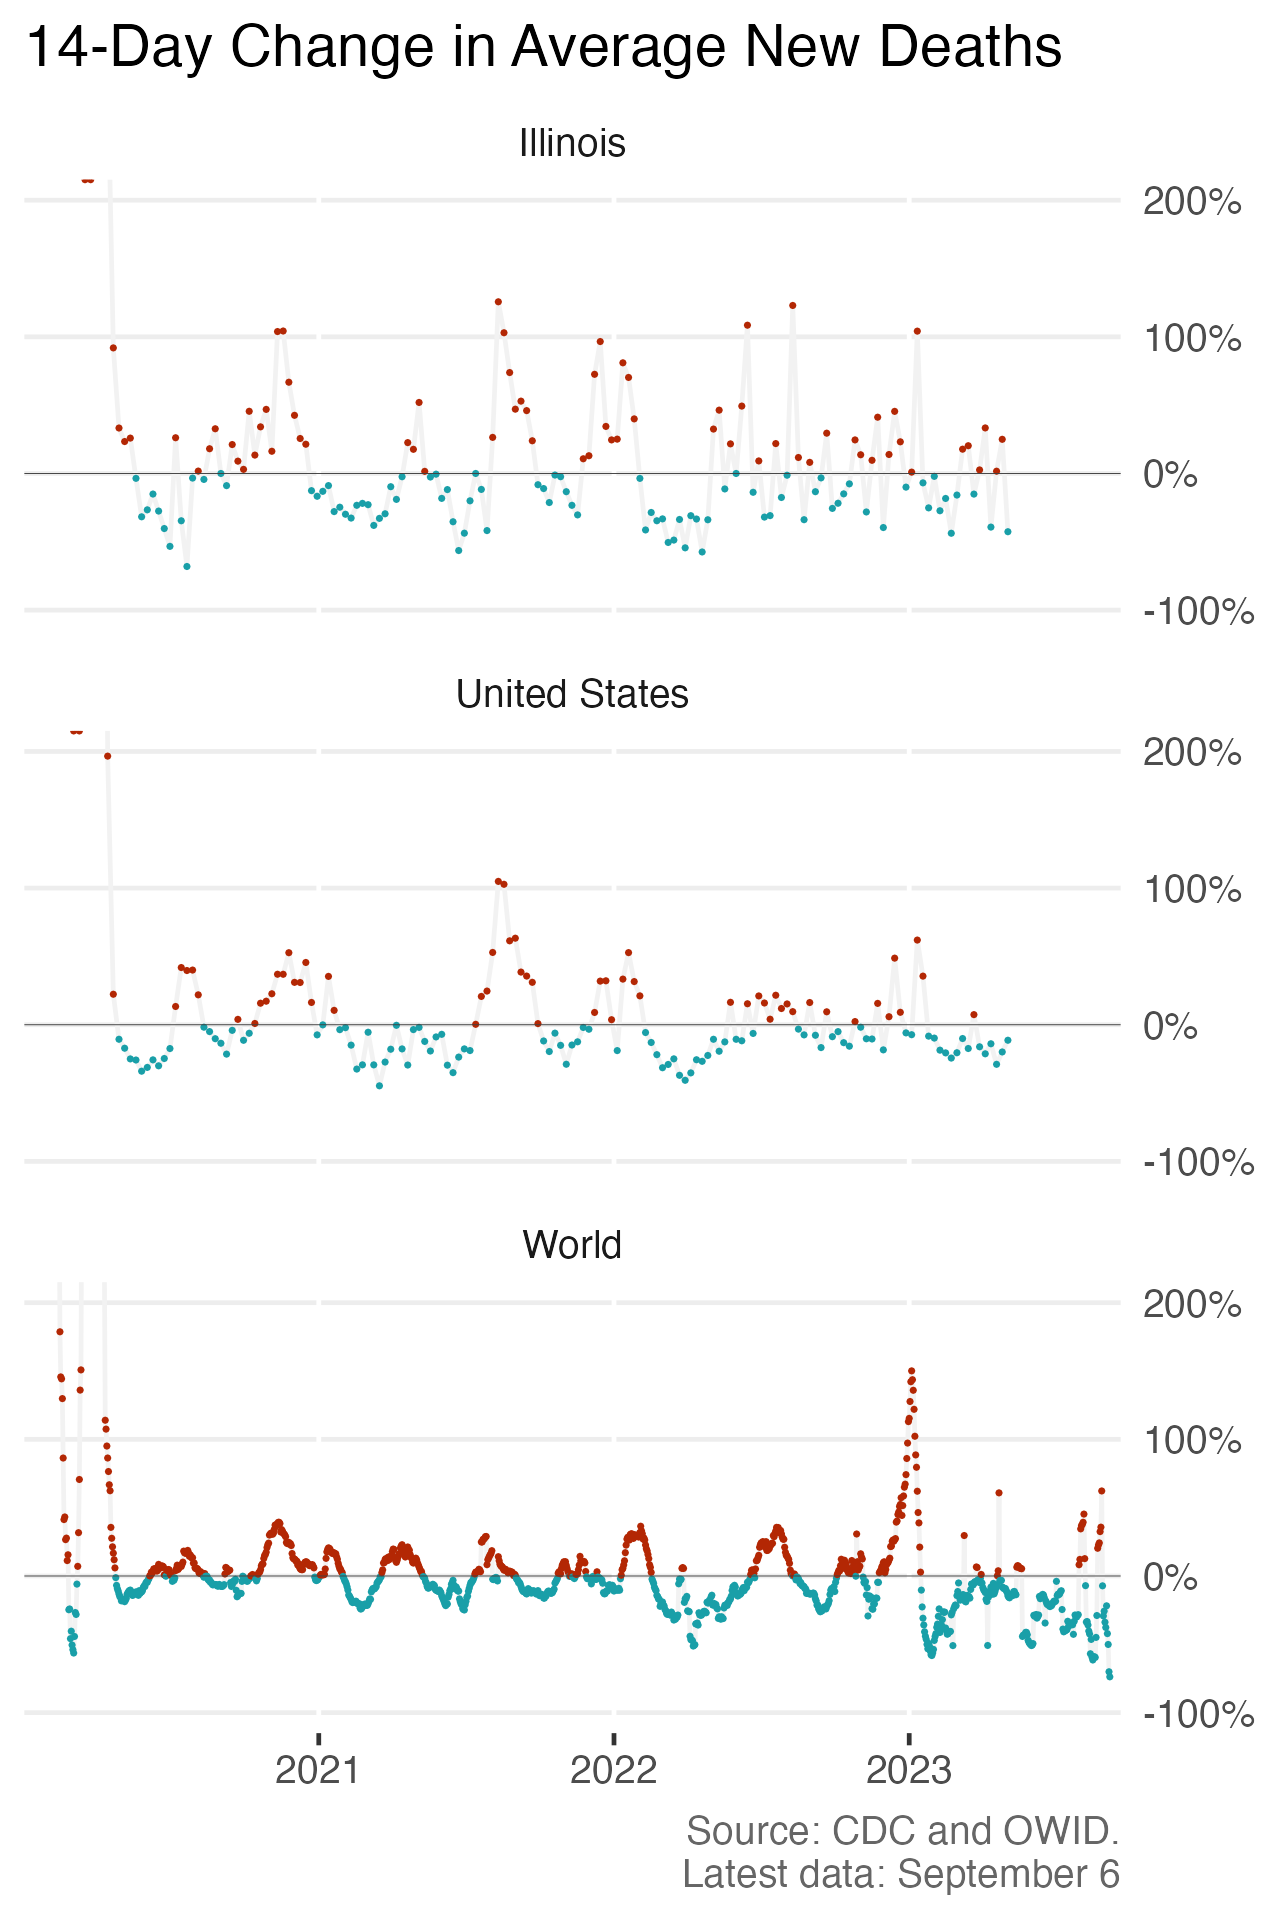 14-Day Change in Average New Deaths
Illinois
200%
100%
0%
-100%
United States
200%
100%
0%
-100%
World
200%
100%
0%
-100%
2021 2022 2023
Source: CDC and OWID.
Latest data: September 6